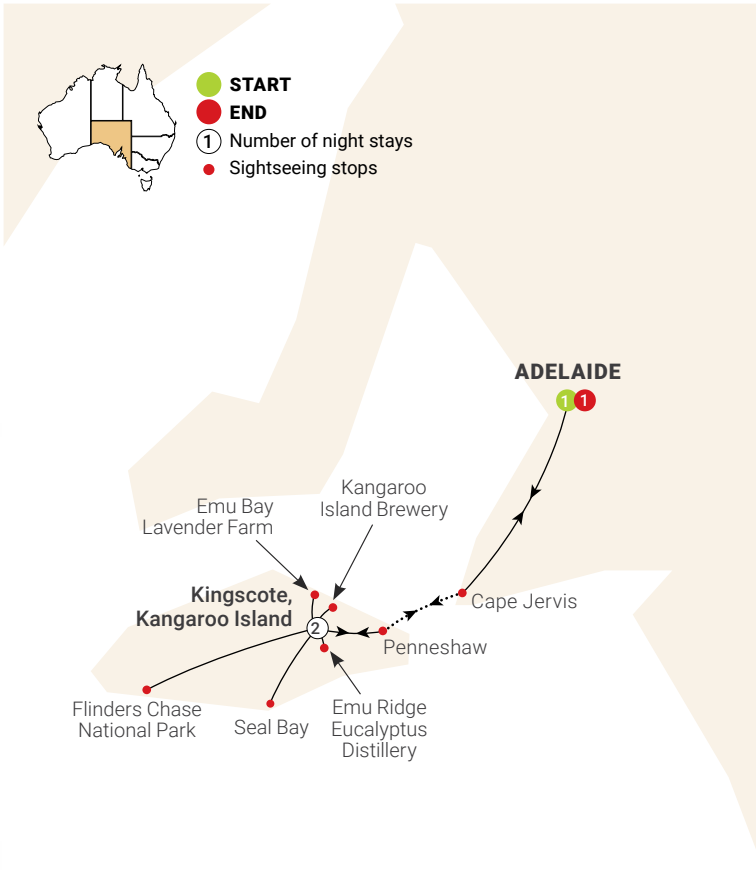 START
END
1 Number of night stays
Sightseeing stops
ADELAIDE
1 1
Kangaroo
Island Brewery
Emu Bay
Lavender Farm
Kingscote,
Kangaroo Island
2
Cape Jervis
Penneshaw
Flinders Chase
National Park
Seal Bay
Emu Ridge
Eucalyptus
Distillery